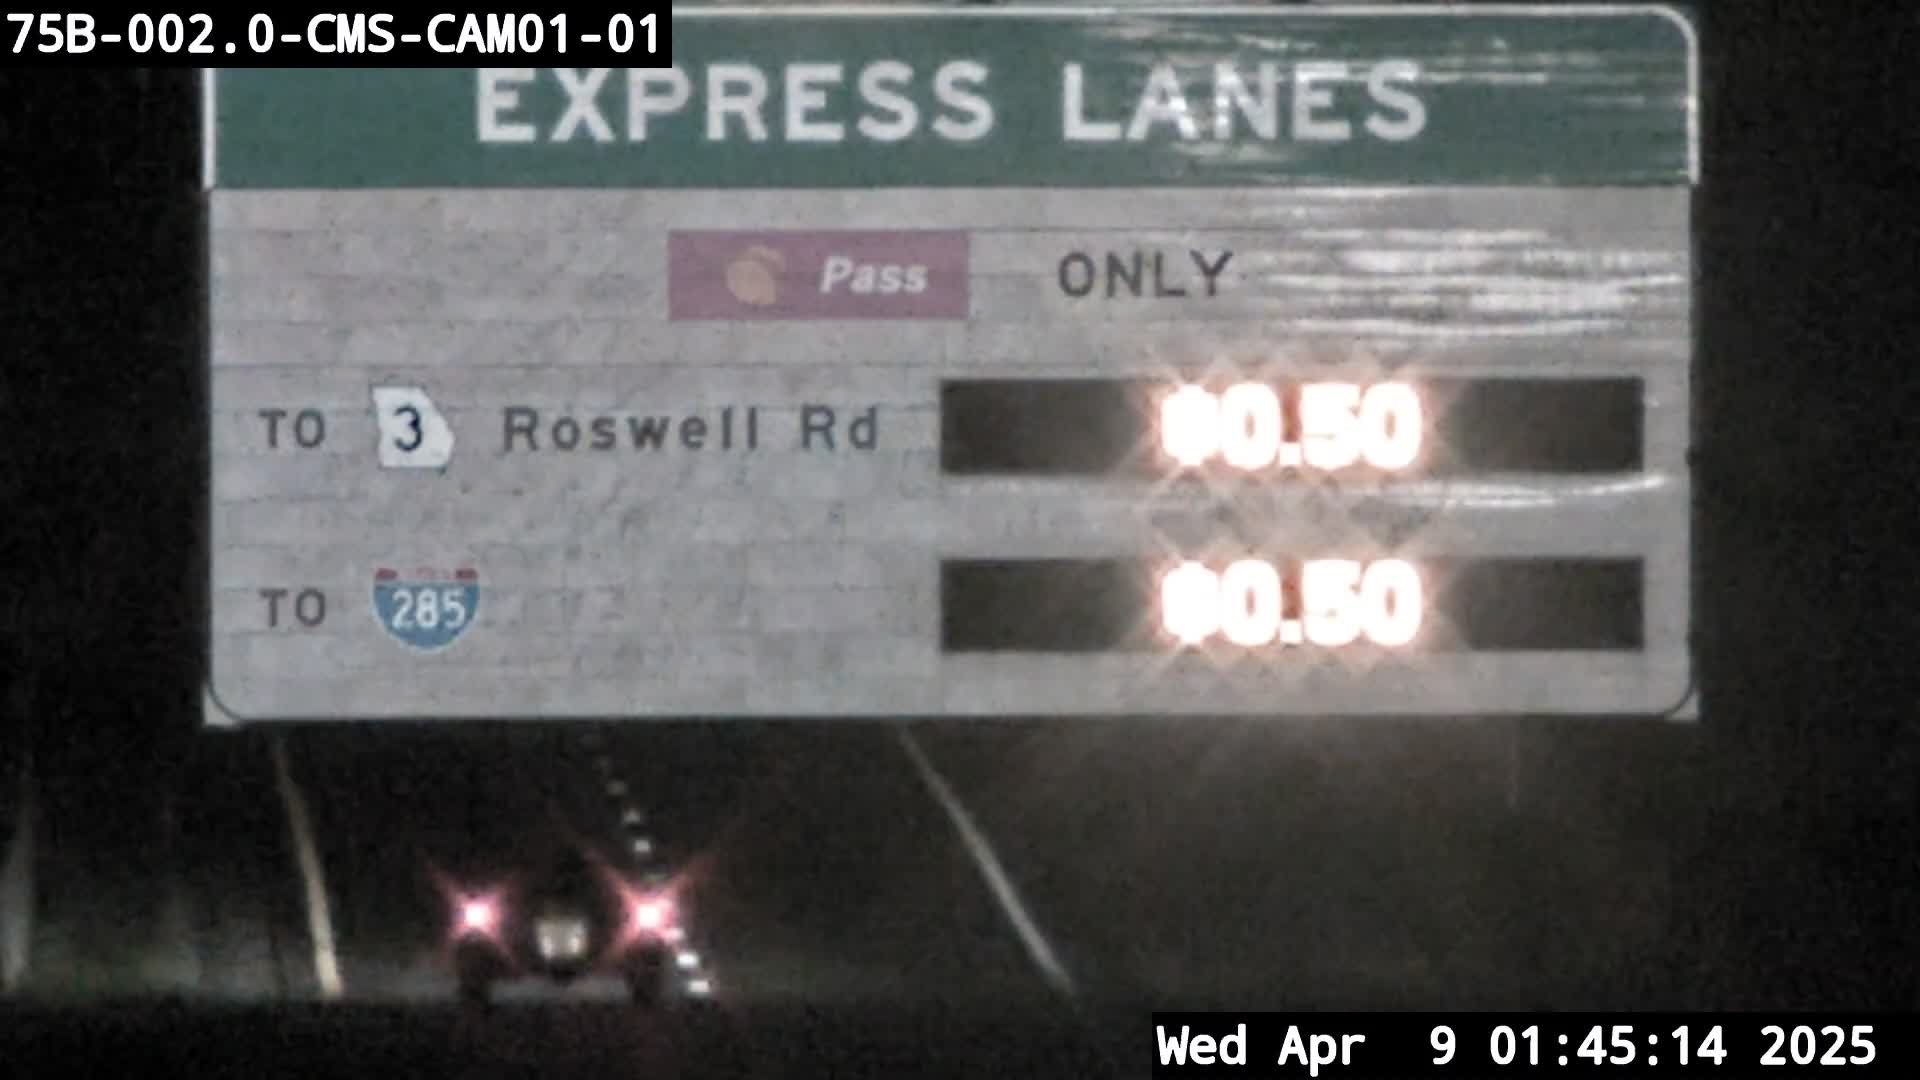 75B-002.0-CMS-CAM01-01
EXPRESS LANES
Pass ONLY
TO 3 Roswell Rd $0.50
TO 285 $0.50
Wed Apr 9 01:45:14 2025